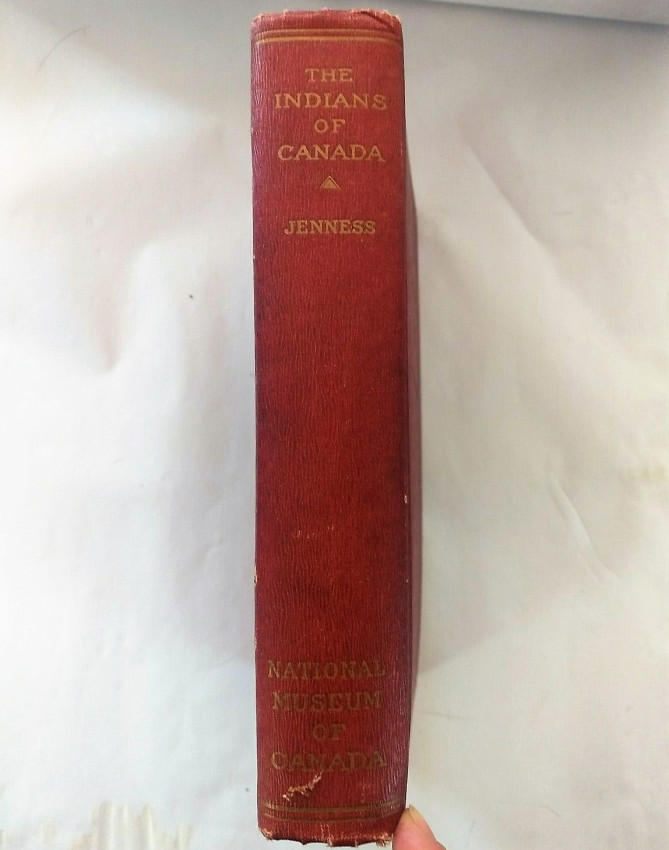 THE
INDIANS
OF
CANADA
JENNESS
NATIONAL
MUSEUM
OF
CANADA